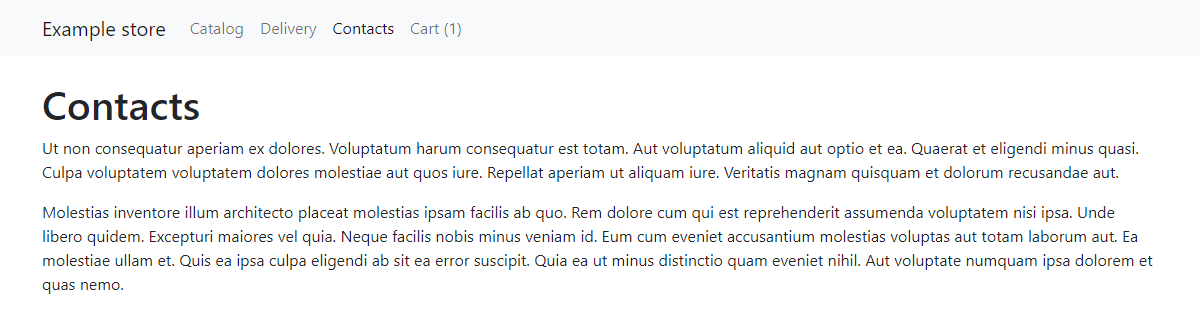 Example store Catalog Delivery Contacts Cart (1)
Contacts
Ut non consequatur aperiam ex dolores. Voluptatum harum consequatur est totam. Aut voluptatum aliquid aut optio et ea. Quaerat et eligendi minus quasi.
Culpa voluptatem voluptatem dolores molestiae aut quos iure. Repellat aperiam ut aliquam iure. Veritatis magnam quisquam et dolorum recusandae aut.
Molestias inventore illum architecto placeat molestias ipsam facilis ab quo. Rem dolore cum qui est reprehenderit assumenda voluptatem nisi ipsa. Unde
libero quidem. Excepturi maiores vel quia. Neque facilis nobis minus veniam id. Eum cum eveniet accusantium molestias voluptas aut totam laborum aut. Ea
molestiae ullam et. Quis ea ipsa culpa eligendi ab sit ea error suscipit. Quia ea ut minus distinctio quam eveniet nihil. Aut voluptate numquam ipsa dolorem et
quas nemo.